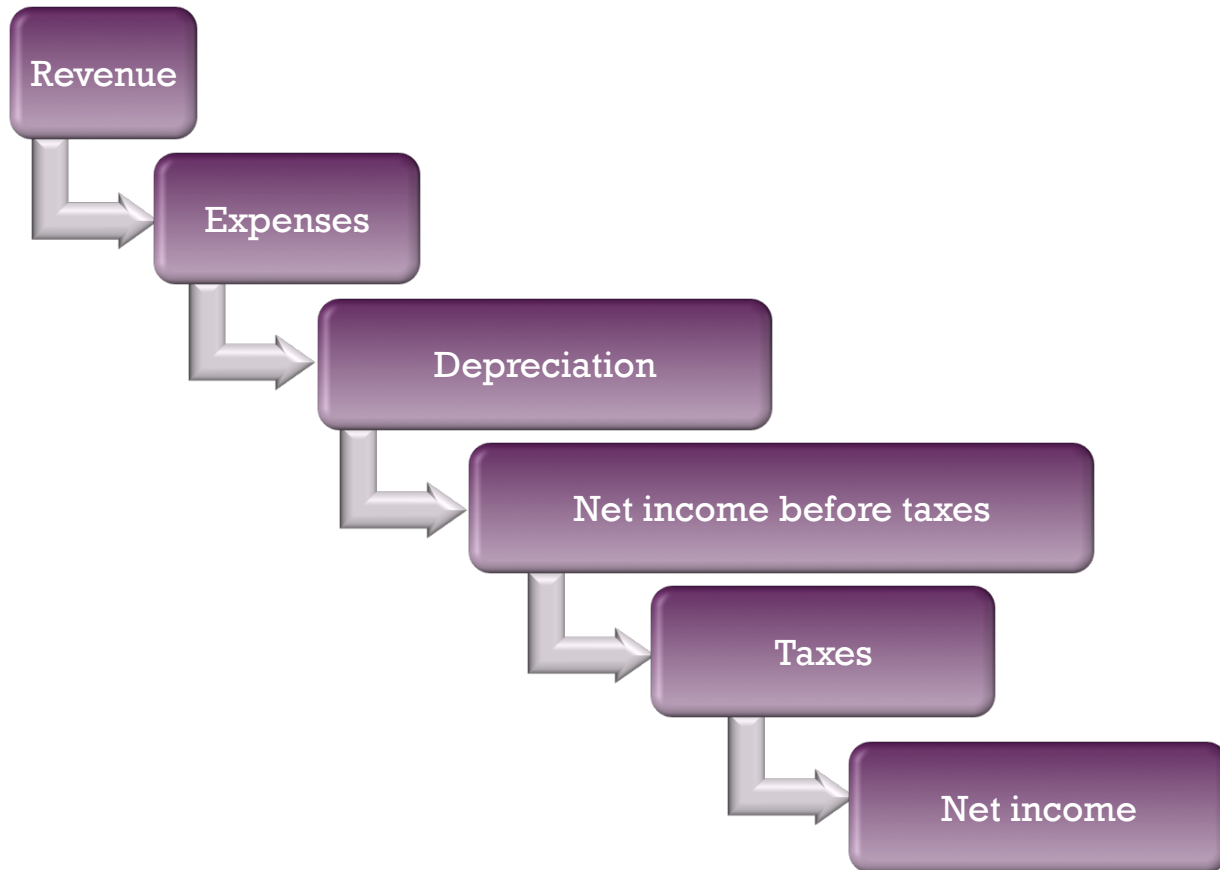 Revenue
Expenses
Depreciation
Net income before taxes
Taxes
Net income